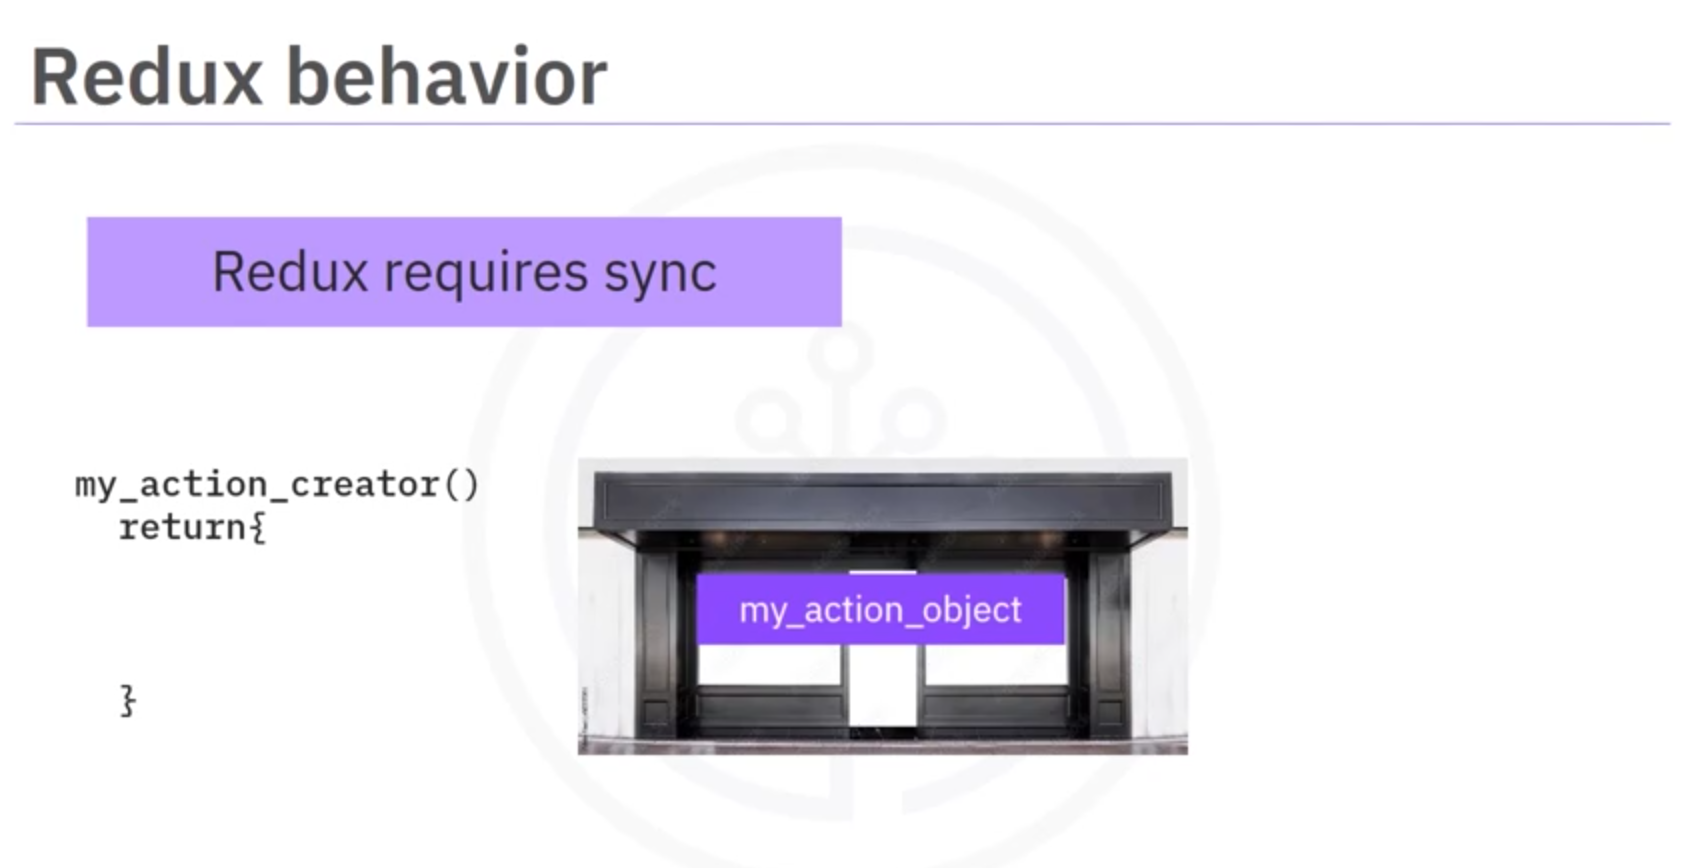 Redux behavior
Redux requires sync
my_action_creator()
return{
my_action_object
}